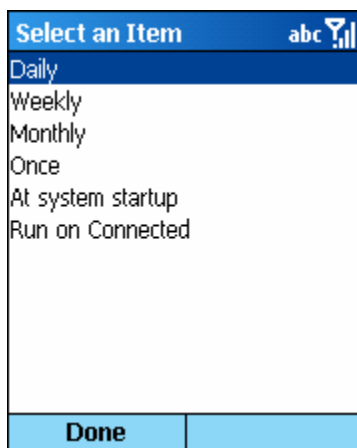 Select an Item abc
Daily
Weekly
Monthly
Once
At system startup
Run on Connected
Done